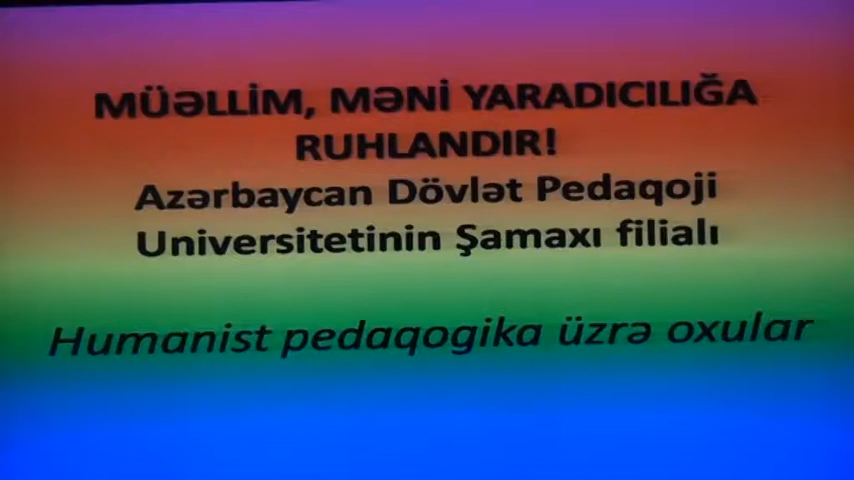 MÜƏLLİM, MƏNİ YARADICILIĞA
RUHLANDIR!
Azərbaycan Dövlət Pedaqoji
Universitetinin Şamaxı filialı
Humanist pedaqogika üzrə oxular